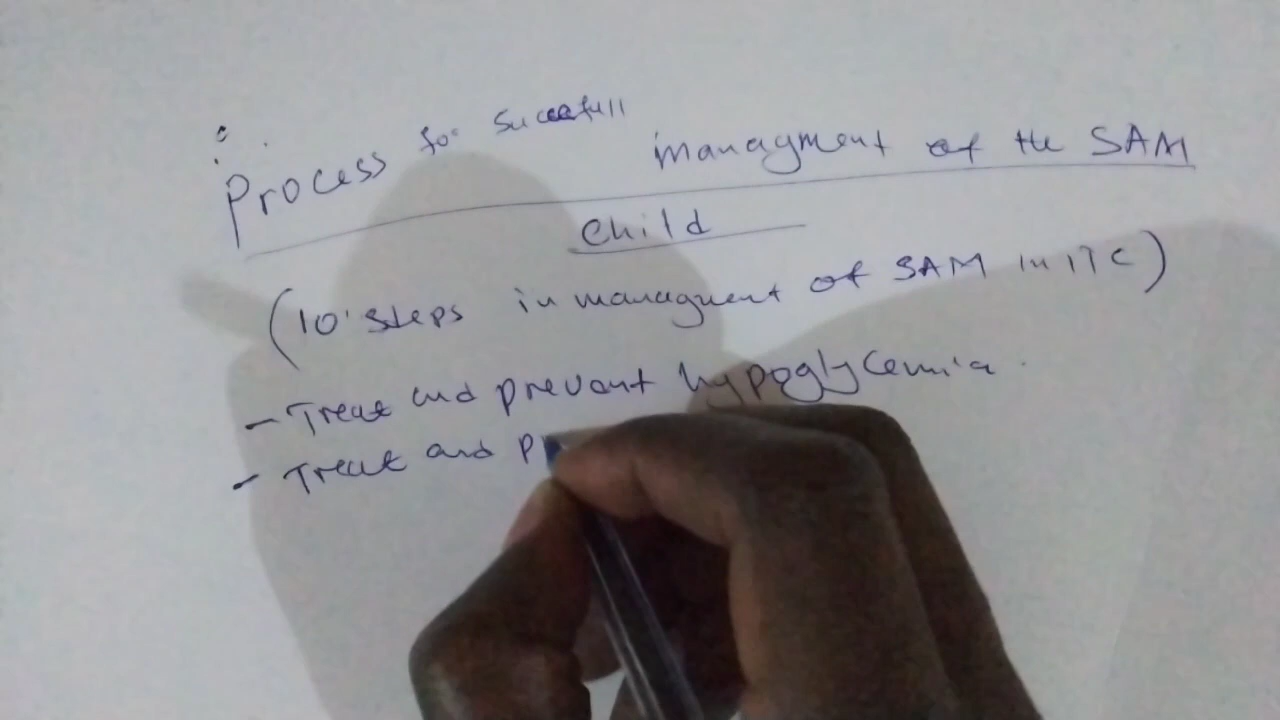 Process for Succefull managment of the SAM
child
(10 steps in managment of SAM in ITC)
- Treat and prevent hypoglycemia.
- Treat and pr